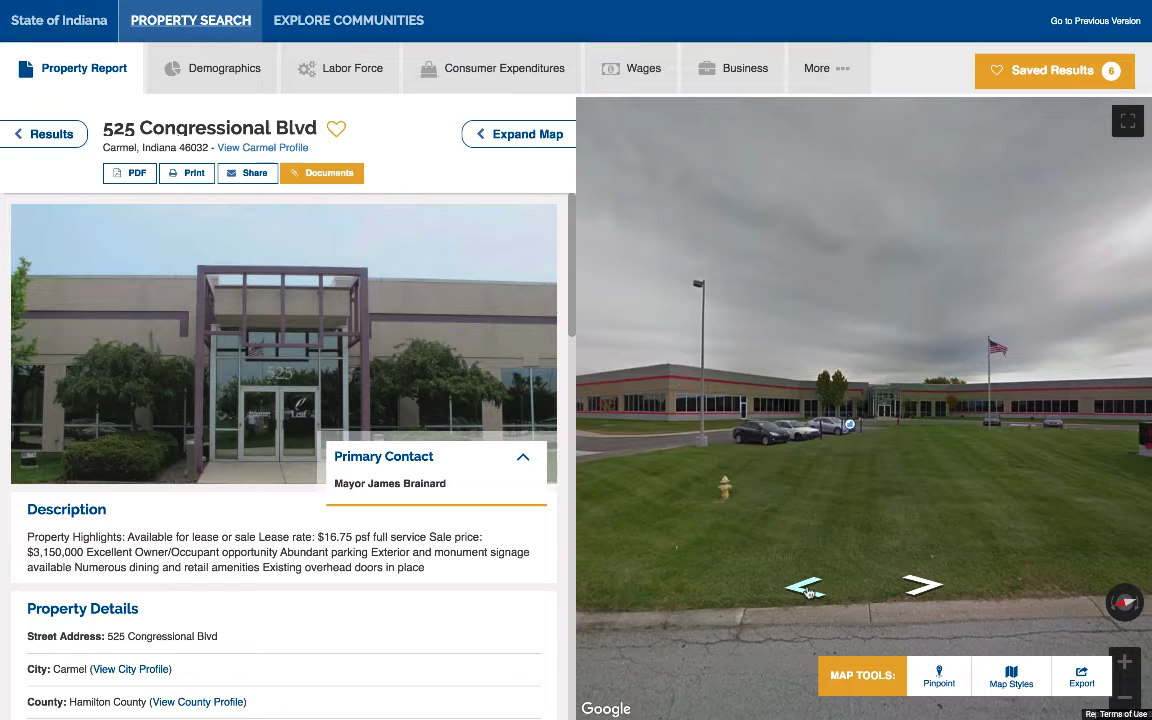 State of Indiana
PROPERTY SEARCH
EXPLORE COMMUNITIES
Go to Previous Version
Property Report
Demographics
Labor Force
Consumer Expenditures
Wages
Business
More
Saved Results 6
Results
525 Congressional Blvd
Carmel, Indiana 46032 - View Carmel Profile
Expand Map
PDF
Print
Share
Documents
525
Primary Contact
Mayor James Brainard
Description
Property Highlights: Available for lease or sale Lease rate: $16.75 psf full service Sale price:
$3,150,000 Excellent Owner/Occupant opportunity Abundant parking Exterior and monument signage
available Numerous dining and retail amenities Existing overhead doors in place
Property Details
Street Address: 525 Congressional Blvd
City: Carmel (View City Profile)
County: Hamilton County (View County Profile)
MAP TOOLS:
Pinpoint
Map Styles
Export
Google
Terms of Use